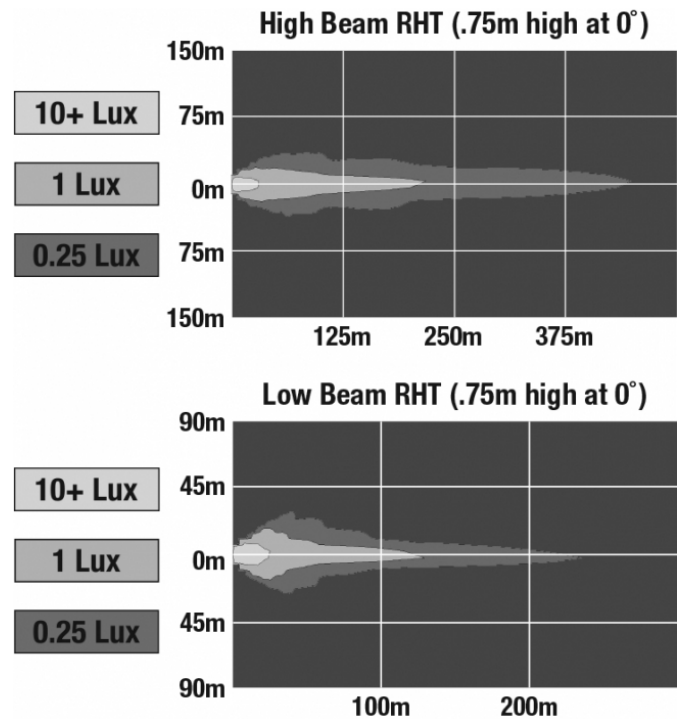 High Beam RHT (.75m high at 0˚)
150m
10+ Lux
75m
1 Lux
0m
0.25 Lux
75m
150m
125m 250m 375m
Low Beam RHT (.75m high at 0˚)
90m
10+ Lux
45m
1 Lux
0m
0.25 Lux
45m
90m
100m 200m